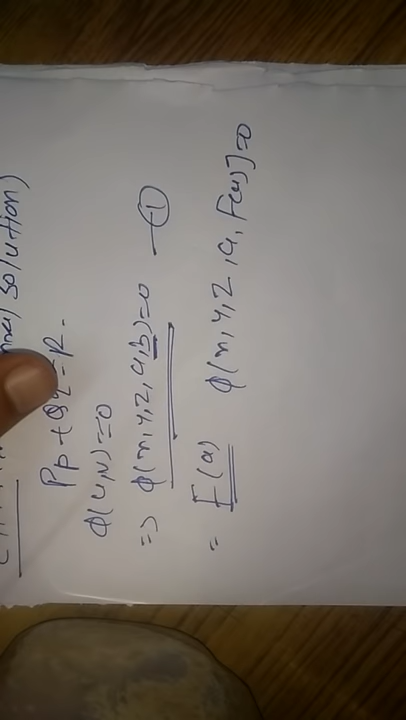 solution)
Pp + Qq = R.
φ(u,v)=0
=> φ(x,y,z,a,b)=0 —①
= F(a) φ(x,y,z,a,F(a)]=0